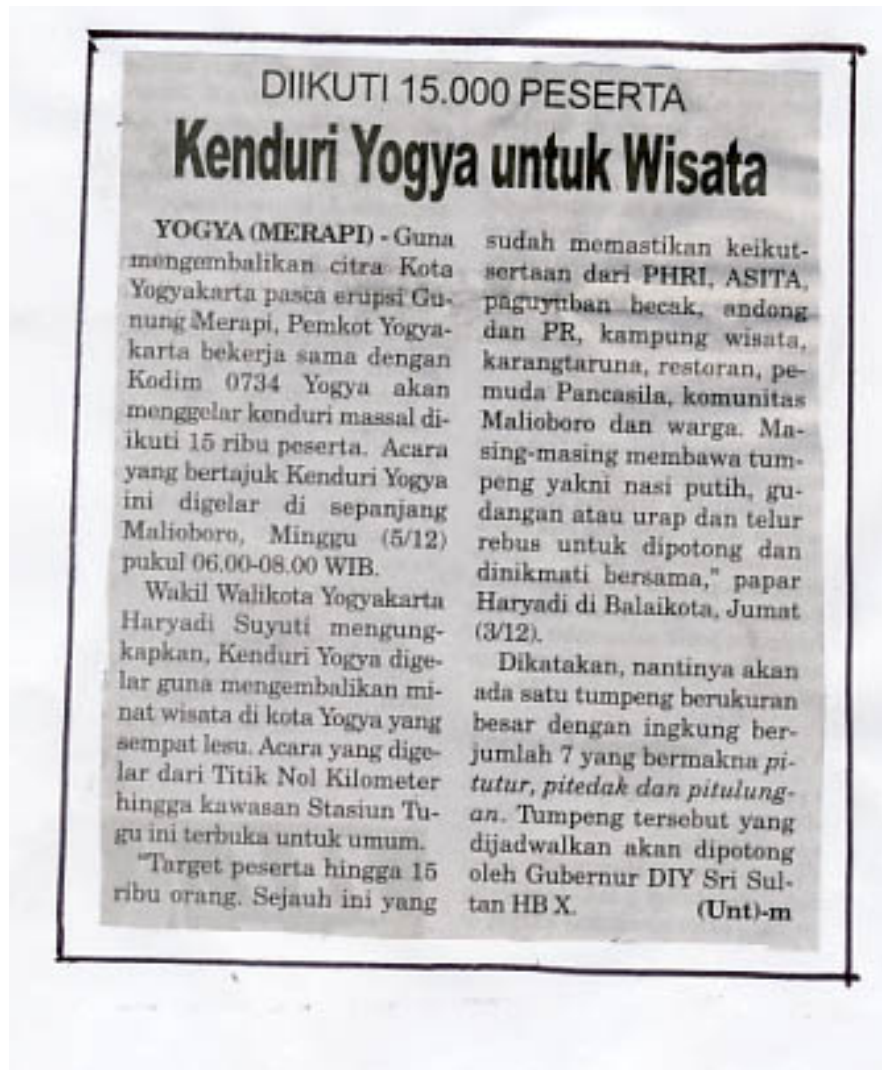 DIIKUTI 15.000 PESERTA
Kenduri Yogya untuk Wisata
YOGYA (MERAPI) - Guna
mengembalikan citra Kota
Yogyakarta pasca erupsi Gu-
nung Merapi, Pemkot Yogya-
karta bekerja sama dengan
Kodim 0734 Yogya akan
menggelar kenduri massal di-
ikuti 15 ribu peserta. Acara
yang bertajuk Kenduri Yogya
ini digelar di sepanjang
Malioboro, Minggu (5/12)
pukul 06.00-08.00 WIB.
Wakil Walikota Yogyakarta
Haryadi Suyuti mengung-
kapkan, Kenduri Yogya dige-
lar guna mengembalikan mi-
nat wisata di kota Yogya yang
sempat lesu. Acara yang dige-
lar dari Titik Nol Kilometer
hingga kawasan Stasiun Tu-
gu ini terbuka untuk umum.
"Target peserta hingga 15
ribu orang. Sejauh ini yang
sudah memastikan keikut-
sertaan dari PHRI, ASITA,
paguyuban becak, andong
dan PR, kampung wisata,
karangtaruna, restoran, pe-
muda Pancasila, komunitas
Malioboro dan warga. Ma-
sing-masing membawa tum-
peng yakni nasi putih, gu-
dangan atau urap dan telur
rebus untuk dipotong dan
dinikmati bersama," papar
Haryadi di Balaikota, Jumat
(3/12).
Dikatakan, nantinya akan
ada satu tumpeng berukuran
besar dengan ingkung ber-
jumlah 7 yang bermakna pi-
tutur, pitedak dan pitulung-
an. Tumpeng tersebut yang
dijadwalkan akan dipotong
oleh Gubernur DIY Sri Sul-
tan HB X. (Unt)-m